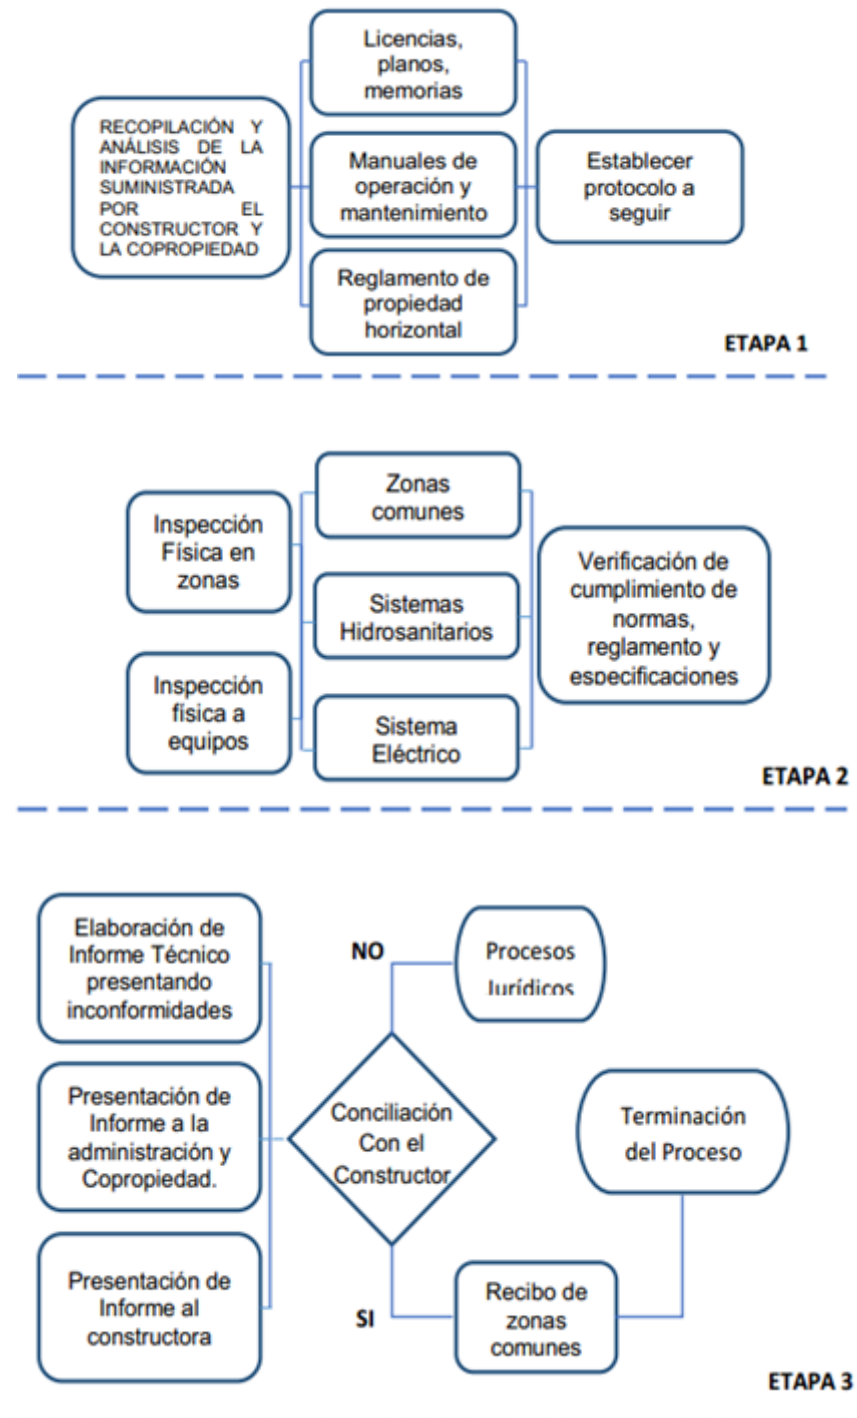 Licencias,
planos,
memorias
RECOPILACIÓN Y
ANÁLISIS DE LA
INFORMACIÓN
SUMINISTRADA
POR EL
CONSTRUCTOR Y
LA COPROPIEDAD
Manuales de
operación y
mantenimiento
Establecer
protocolo a
seguir
Reglamento de
propiedad
horizontal
ETAPA 1
Inspección
Física en
zonas
Inspección
física a
equipos
Zonas
comunes
Sistemas
Hidrosanitarios
Sistema
Eléctrico
Verificación de
cumplimiento de
normas,
reglamento y
especificaciones
ETAPA 2
Elaboración de
Informe Técnico
presentando
inconformidades
Presentación de
Informe a la
administración y
Copropiedad.
Presentación de
Informe al
constructora
Conciliación
Con el
Constructor
NO
Procesos
Jurídicos
SI
Recibo de
zonas
comunes
Terminación
del Proceso
ETAPA 3